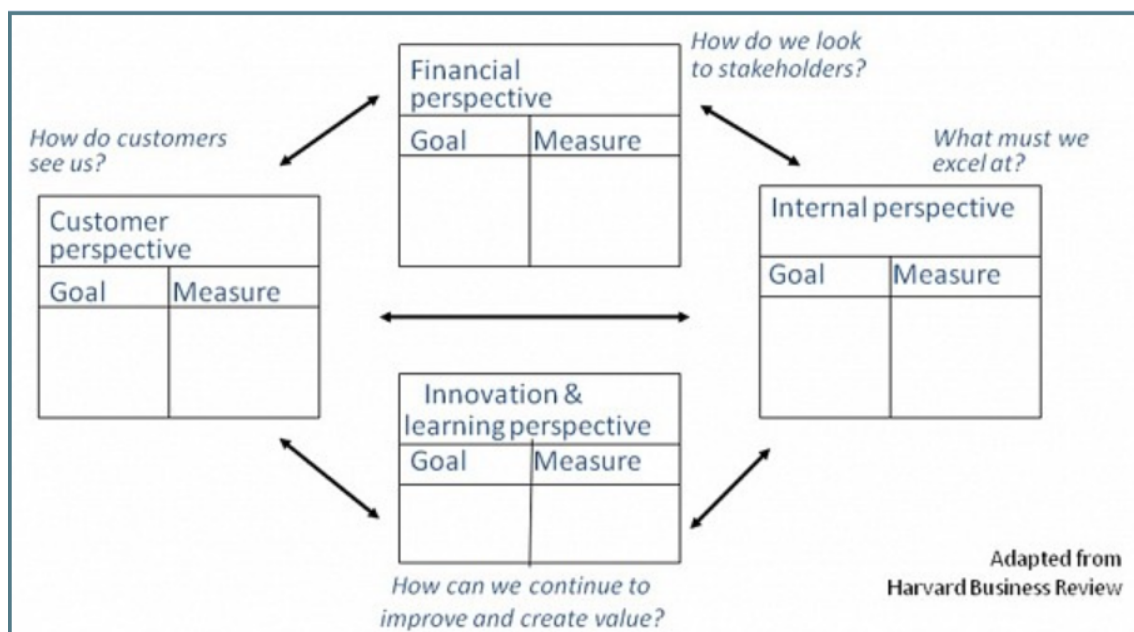 How do we look
to stakeholders?
Financial
perspective
Goal Measure
How do customers
see us?
What must we
excel at?
Customer
perspective
Goal Measure
Internal perspective
Goal Measure
Innovation &
learning perspective
Goal Measure
How can we continue to
improve and create value?
Adapted from
Harvard Business Review